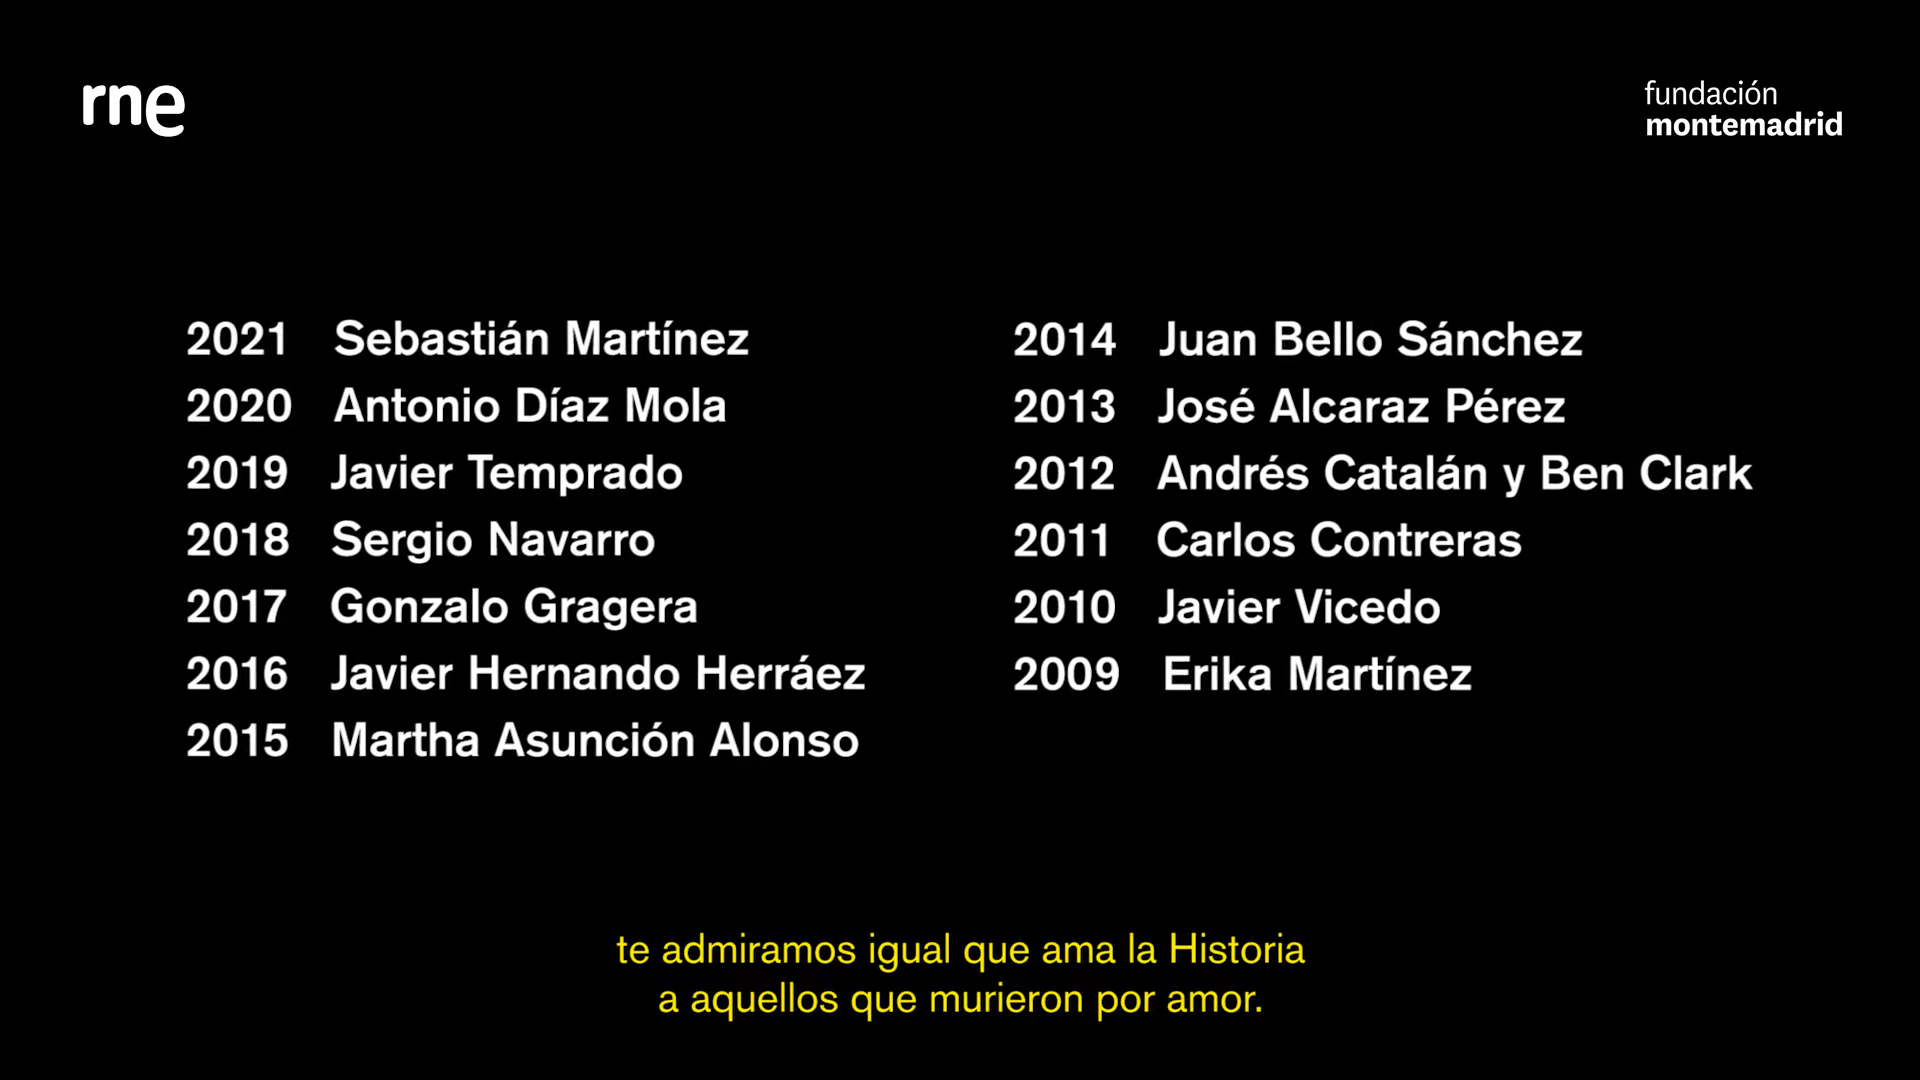 rne
fundación
montemadrid
2021 Sebastián Martínez
2020 Antonio Díaz Mola
2019 Javier Temprado
2018 Sergio Navarro
2017 Gonzalo Gragera
2016 Javier Hernando Herráez
2015 Martha Asunción Alonso
2014 Juan Bello Sánchez
2013 José Alcaraz Pérez
2012 Andrés Catalán y Ben Clark
2011 Carlos Contreras
2010 Javier Vicedo
2009 Erika Martínez
te admiramos igual que ama la Historia
a aquellos que murieron por amor.